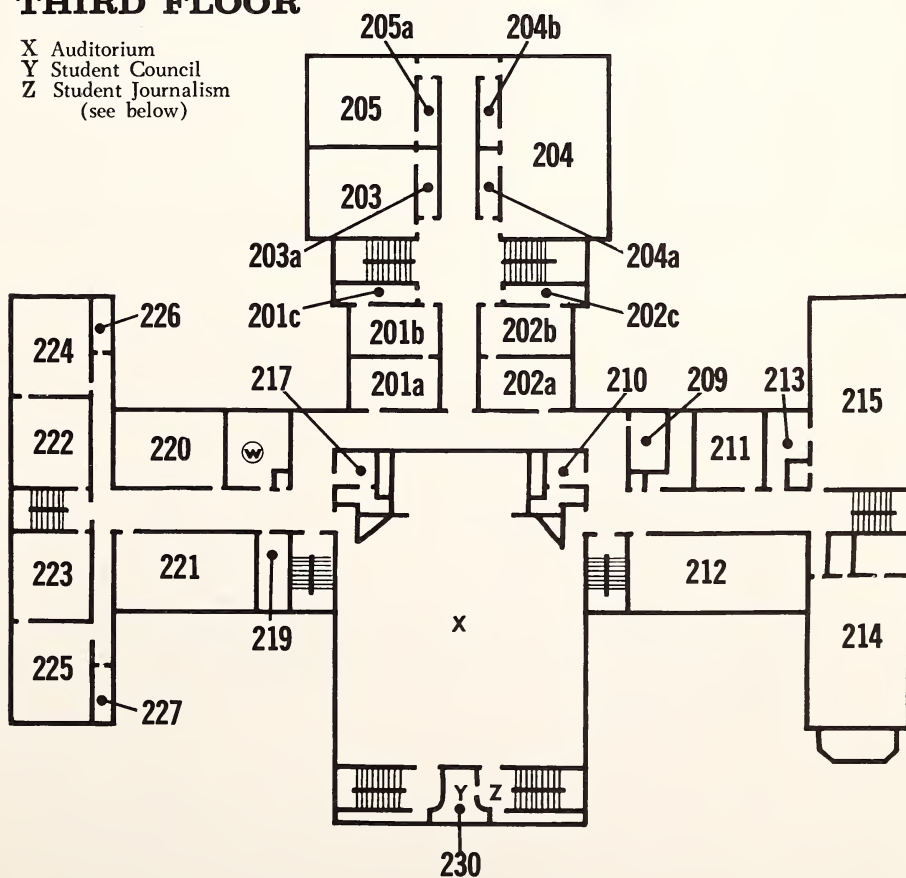 THIRD FLOOR
X Auditorium
Y Student Council
Z Student Journalism
(see below)
205a
204b
205
204
203
203a
204a
201c
202c
201b
202b
201a
202a
226
224
217
210
209
213
215
222
220
W
211
223
221
212
219
X
214
225
227
Y
Z
230